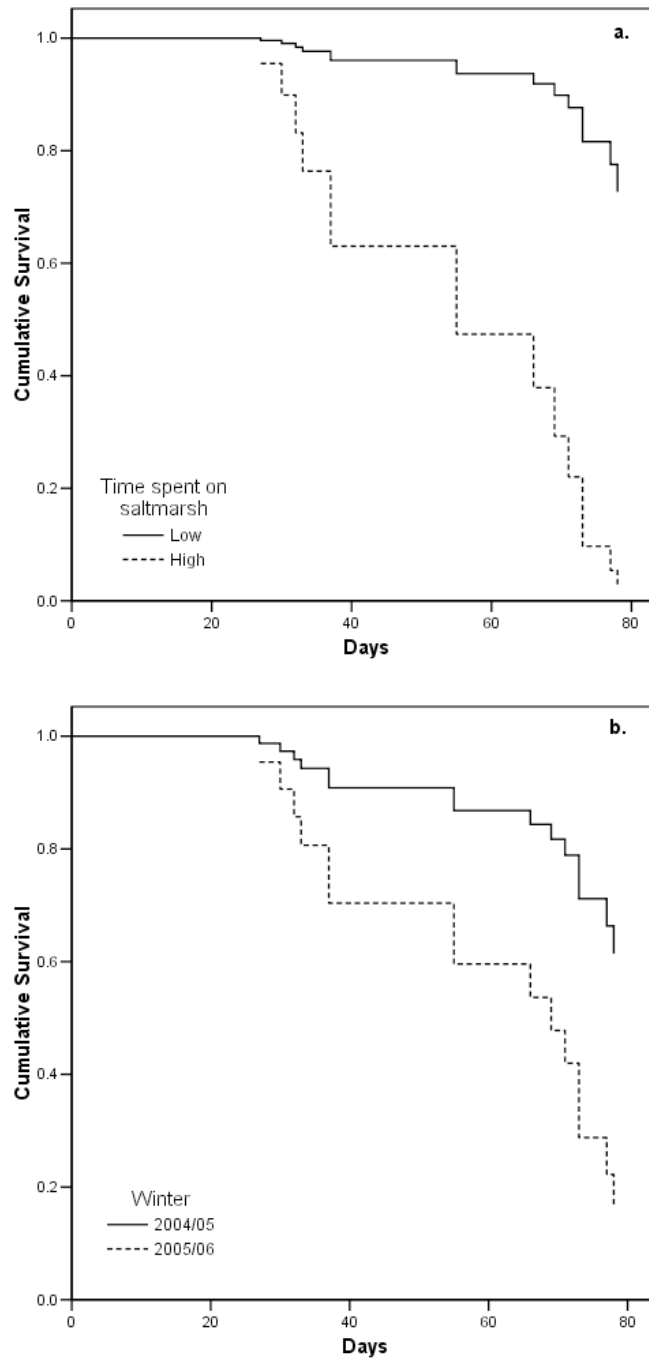 a.
1.0
0.8
0.6
0.4
0.2
0.0
Cumulative Survival
Time spent on
saltmarsh
Low
High
0 20 40 60 80
Days
b.
1.0
0.8
0.6
0.4
0.2
0.0
Cumulative Survival
Winter
2004/05
2005/06
0 20 40 60 80
Days